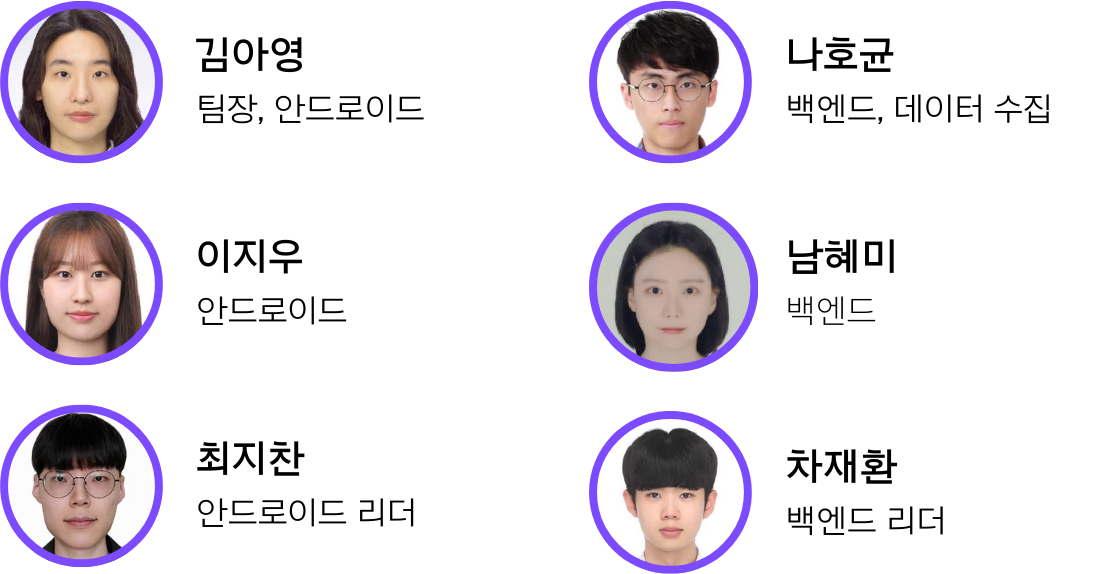 김아영
팀장, 안드로이드
나호균
백엔드, 데이터 수집
이지우
안드로이드
남혜미
백엔드
최지찬
안드로이드 리더
차재환
백엔드 리더